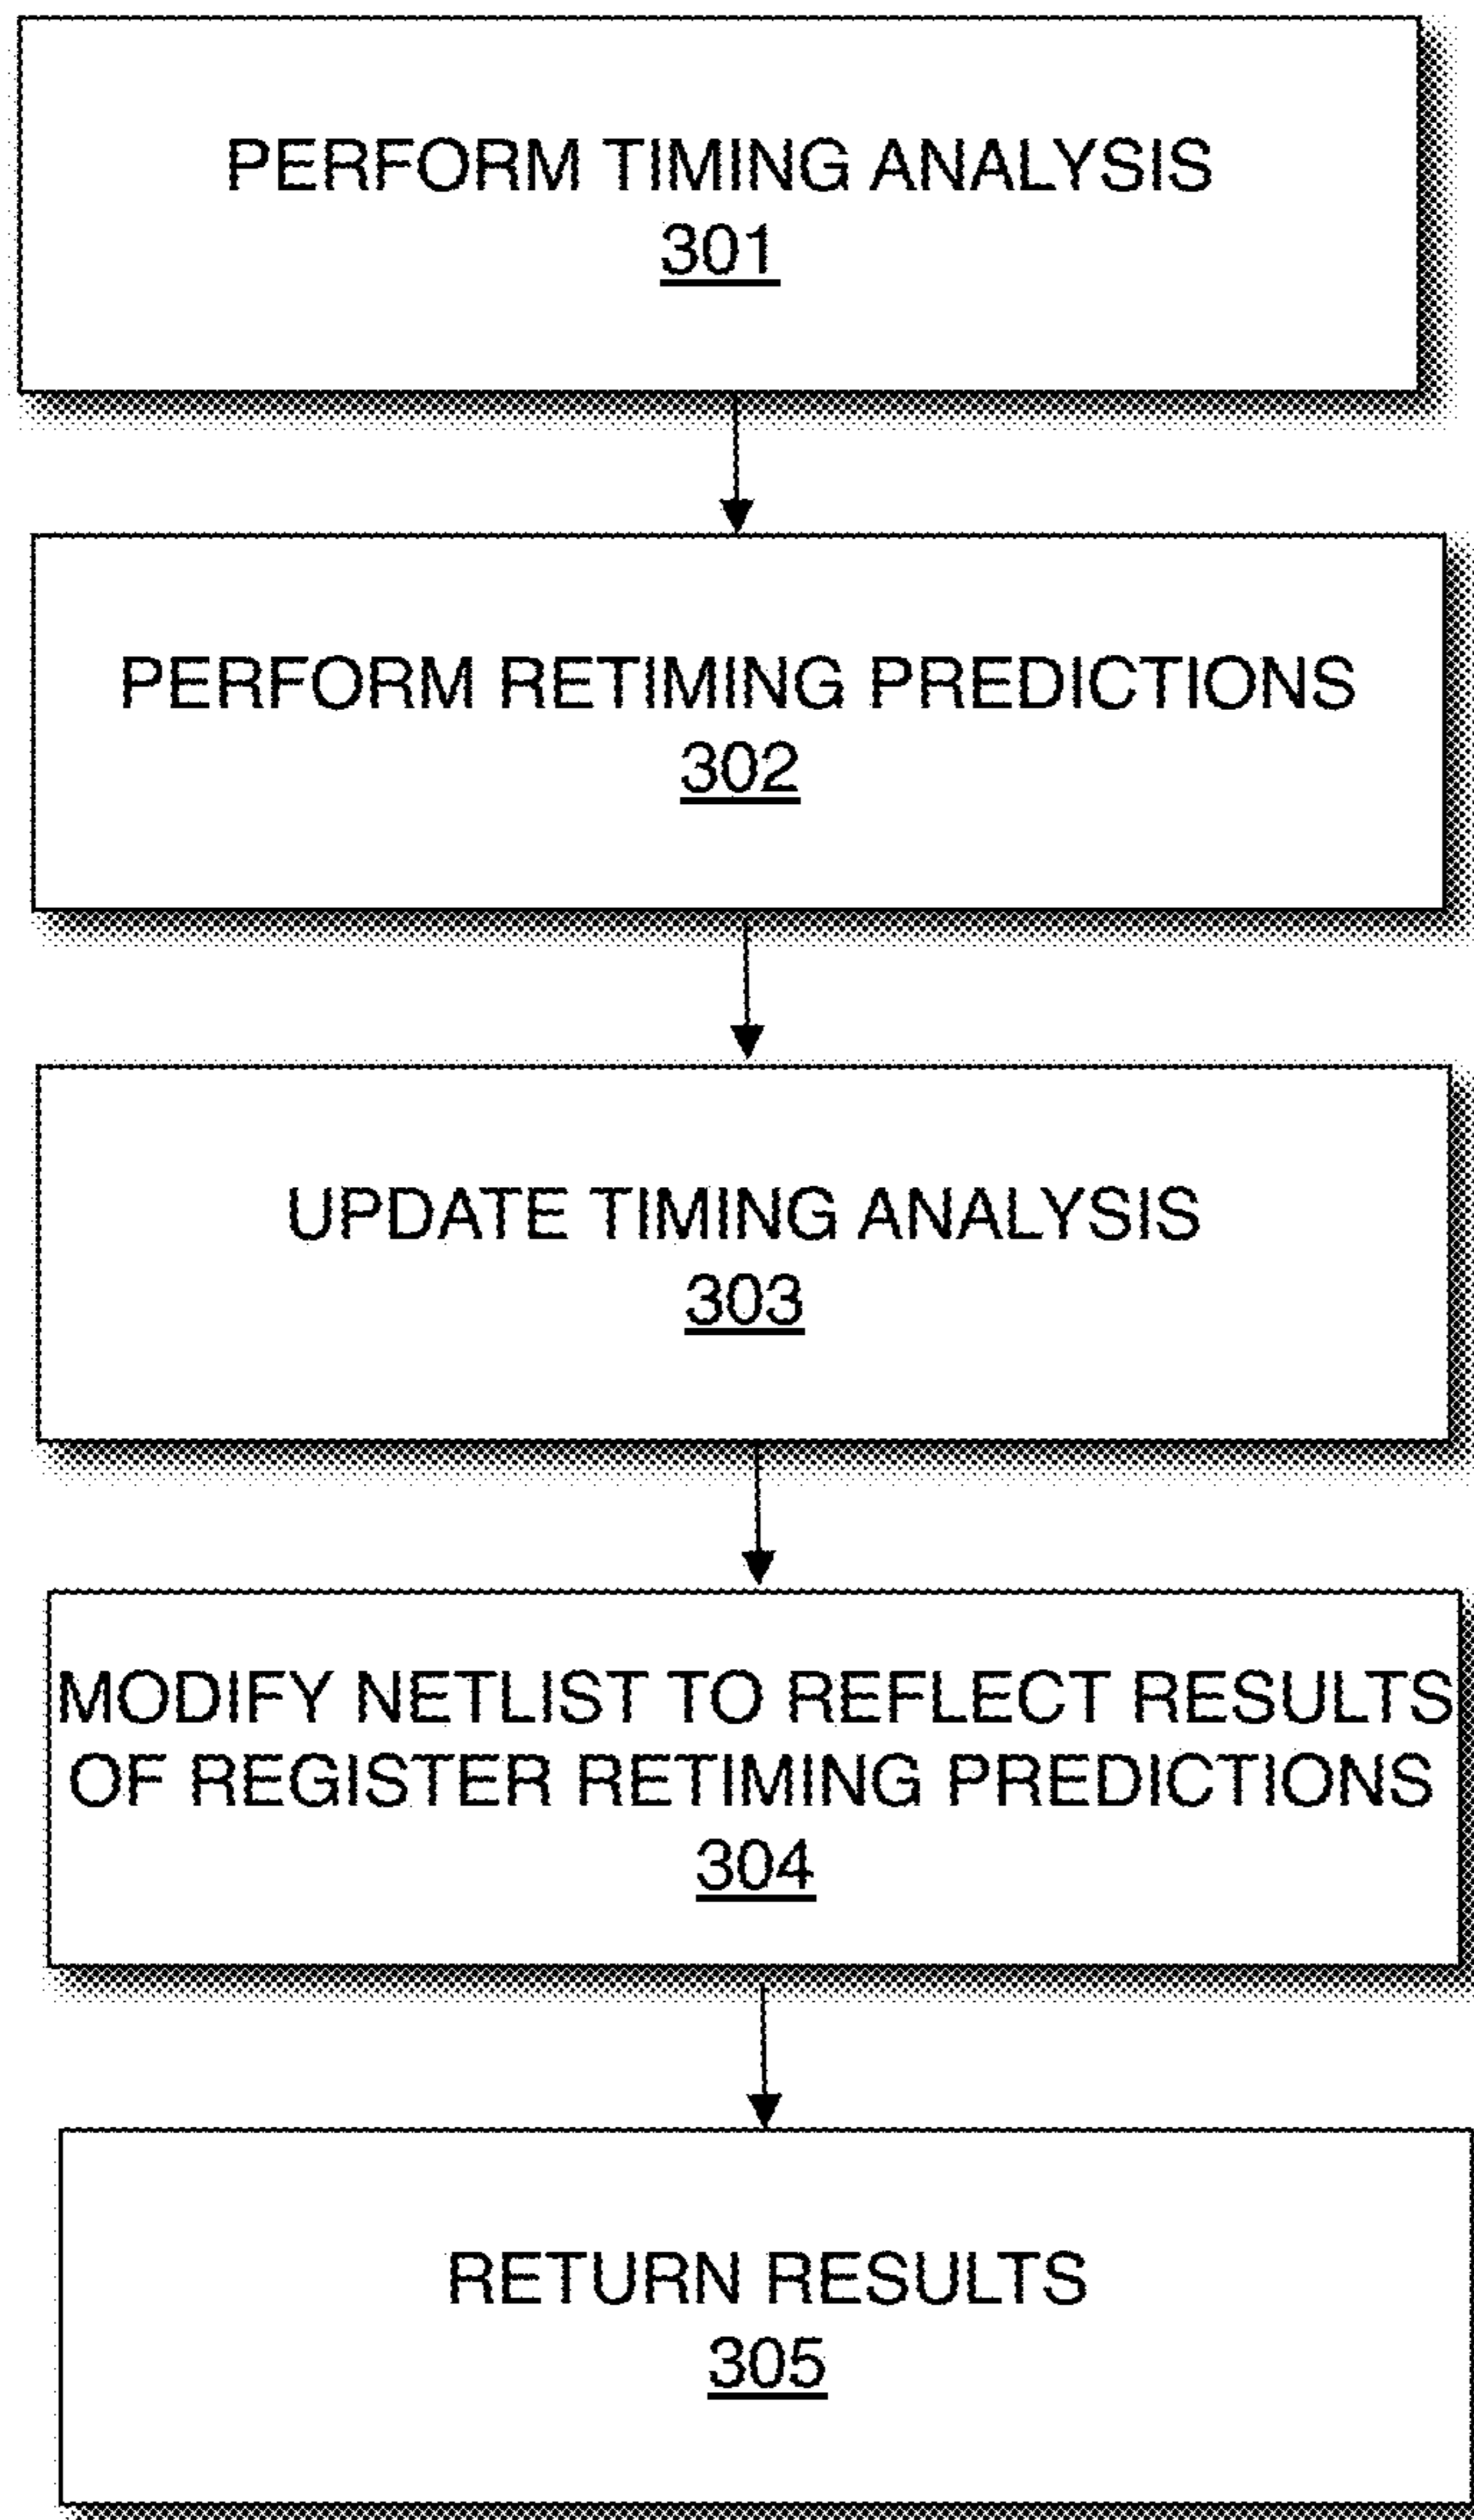 PERFORM TIMING ANALYSIS
301
PERFORM RETIMING PREDICTIONS
302
UPDATE TIMING ANALYSIS
303
MODIFY NETLIST TO REFLECT RESULTS
OF REGISTER RETIMING PREDICTIONS
304
RETURN RESULTS
305